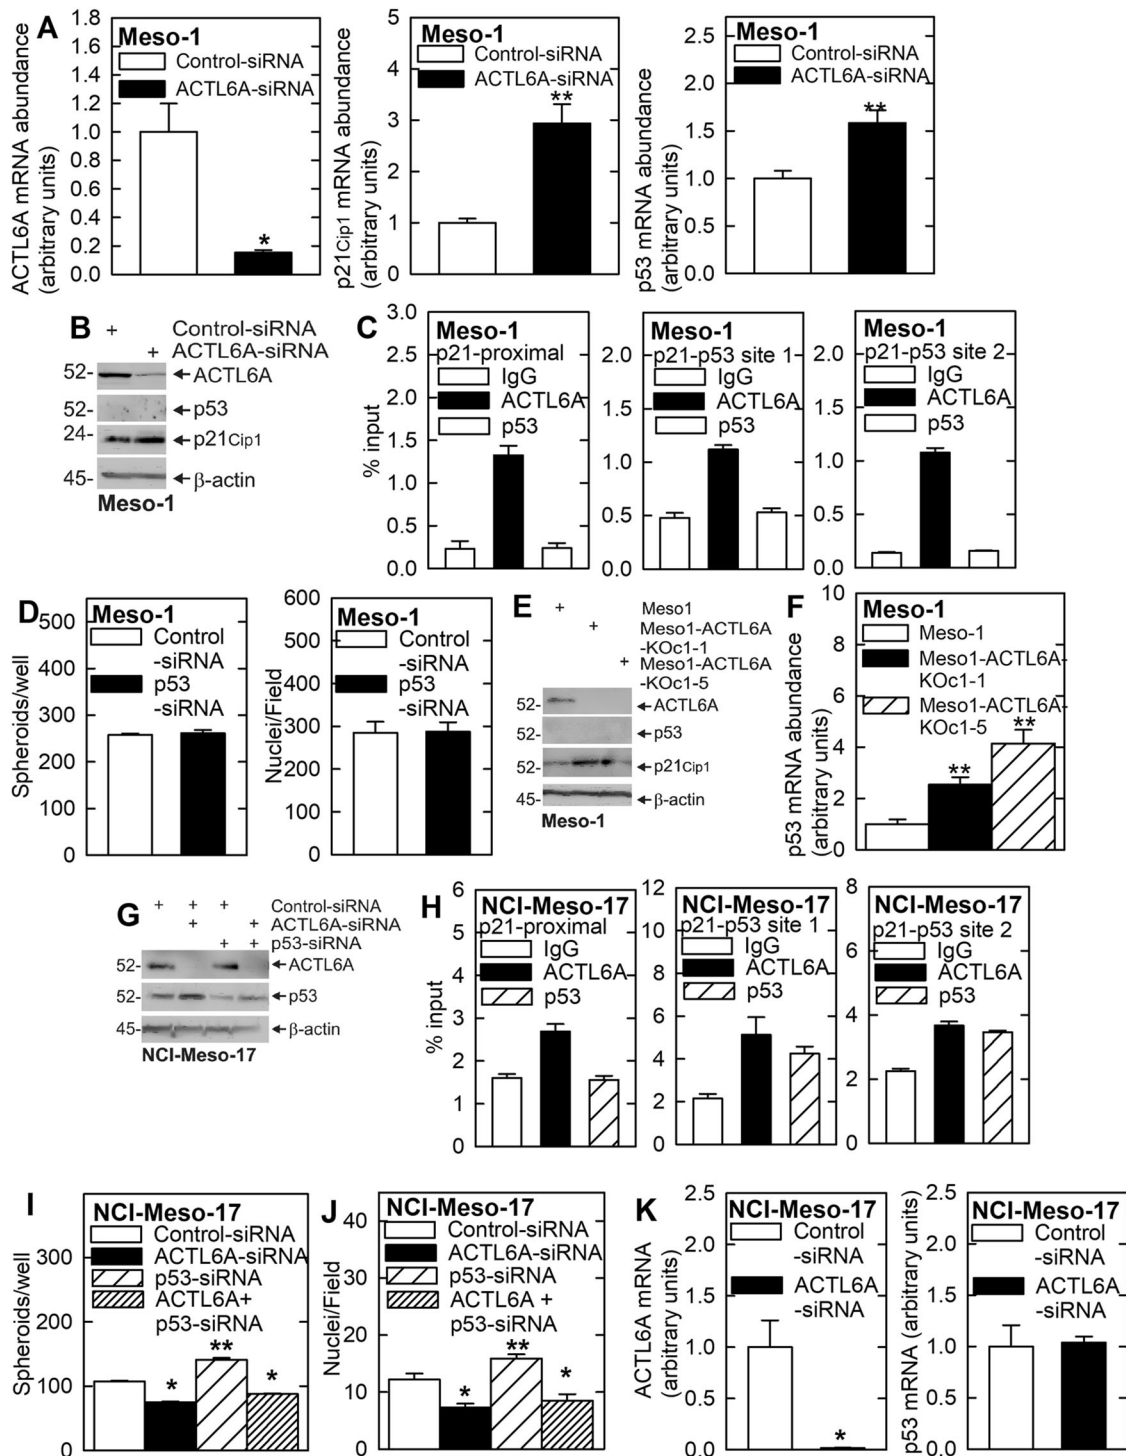 A
ACTL6A mRNA abundance
(arbitrary units)
1.8
1.6
1.4
1.2
1.0
0.8
0.6
0.4
0.2
0.0
Meso-1
Control-siRNA
ACTL6A-siRNA
*
p21Cip1 mRNA abundance
(arbitrary units)
5
4
3
2
1
0
Meso-1
Control-siRNA
ACTL6A-siRNA
**
p53 mRNA abundance
(arbitrary units)
2.5
2.0
1.5
1.0
0.5
0.0
Meso-1
Control-siRNA
ACTL6A-siRNA
**
B
+ Control-siRNA
+ ACTL6A-siRNA
52- ACTL6A
52- p53
24- p21Cip1
45- β-actin
Meso-1
C
% input
3.0
2.5
2.0
1.5
1.0
0.5
0.0
Meso-1
p21-proximal
IgG
ACTL6A
p53
2.0
1.5
1.0
0.5
0.0
Meso-1
p21-p53 site 1
IgG
ACTL6A
p53
2.0
1.5
1.0
0.5
0.0
Meso-1
p21-p53 site 2
IgG
ACTL6A
p53
D
Spheroids/well
500
400
300
200
100
0
Meso-1
Control
-siRNA
p53
-siRNA
Nuclei/Field
600
500
400
300
200
100
0
Meso-1
Control
-siRNA
p53
-siRNA
E
+ Meso1
+ Meso1-ACTL6A
-KOc1-1
+ Meso1-ACTL6A
-KOc1-5
52- ACTL6A
52- p53
52- p21Cip1
45- β-actin
Meso-1
F
p53 mRNA abundance
(arbitrary units)
10
8
6
4
2
0
Meso-1
Meso-1
Meso1-ACTL6A-
KOc1-1
Meso1-ACTL6A-
KOc1-5
**
**
G
+ + + Control-siRNA
+ + ACTL6A-siRNA
+ + p53-siRNA
52- ACTL6A
52- p53
45- β-actin
NCI-Meso-17
H
% input
6
5
4
3
2
1
0
NCI-Meso-17
p21-proximal
IgG
ACTL6A
p53
12
10
8
6
4
2
0
NCI-Meso-17
p21-p53 site 1
IgG
ACTL6A
p53
8
6
4
2
0
NCI-Meso-17
p21-p53 site 2
IgG
ACTL6A
p53
I
Spheroids/well
300
200
100
0
NCI-Meso-17
Control-siRNA
ACTL6A-siRNA
p53-siRNA
ACTL6A+
p53-siRNA
*
**
*
J
Nuclei/Field
40
30
20
10
0
NCI-Meso-17
Control-siRNA
ACTL6A-siRNA
p53-siRNA
ACTL6A +
p53-siRNA
*
**
*
K
ACTL6A mRNA
(arbitrary units)
2.5
2.0
1.5
1.0
0.5
0.0
NCI-Meso-17
Control
-siRNA
ACTL6A
-siRNA
*
p53 mRNA (arbitrary units)
2.5
2.0
1.5
1.0
0.5
0.0
NCI-Meso-17
Control
-siRNA
ACTL6A
-siRNA